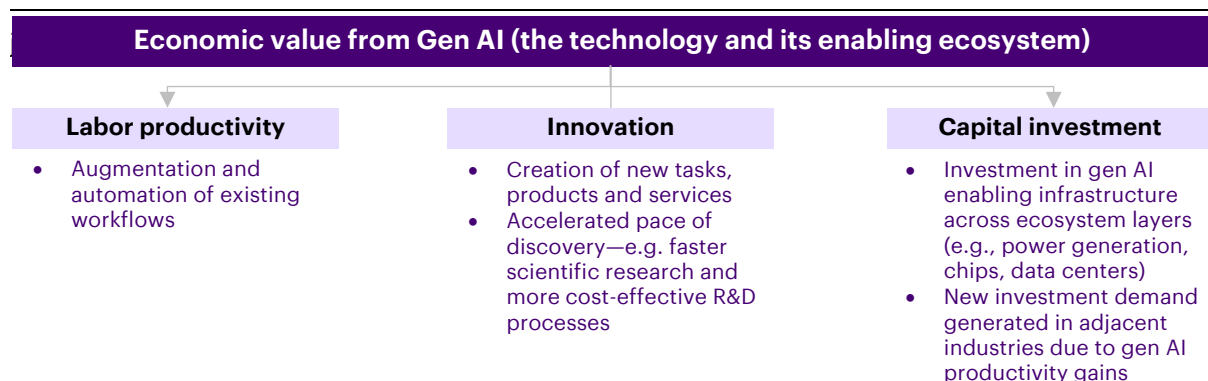 Economic value from Gen AI (the technology and its enabling ecosystem)
Labor productivity
• Augmentation and
automation of existing
workflows
Innovation
• Creation of new tasks,
products and services
• Accelerated pace of
discovery—e.g. faster
scientific research and
more cost-effective R&D
processes
Capital investment
• Investment in gen AI
enabling infrastructure
across ecosystem layers
(e.g., power generation,
chips, data centers)
• New investment demand
generated in adjacent
industries due to gen AI
productivity gains